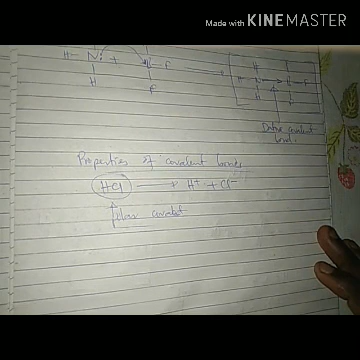 Made with KINEMASTER
H-N: + B-F → H-N→B-F
H
F
Dative covalent
bond.
Properties of covalent bonds
HCl → H⁺ + Cl⁻
Polar covalent